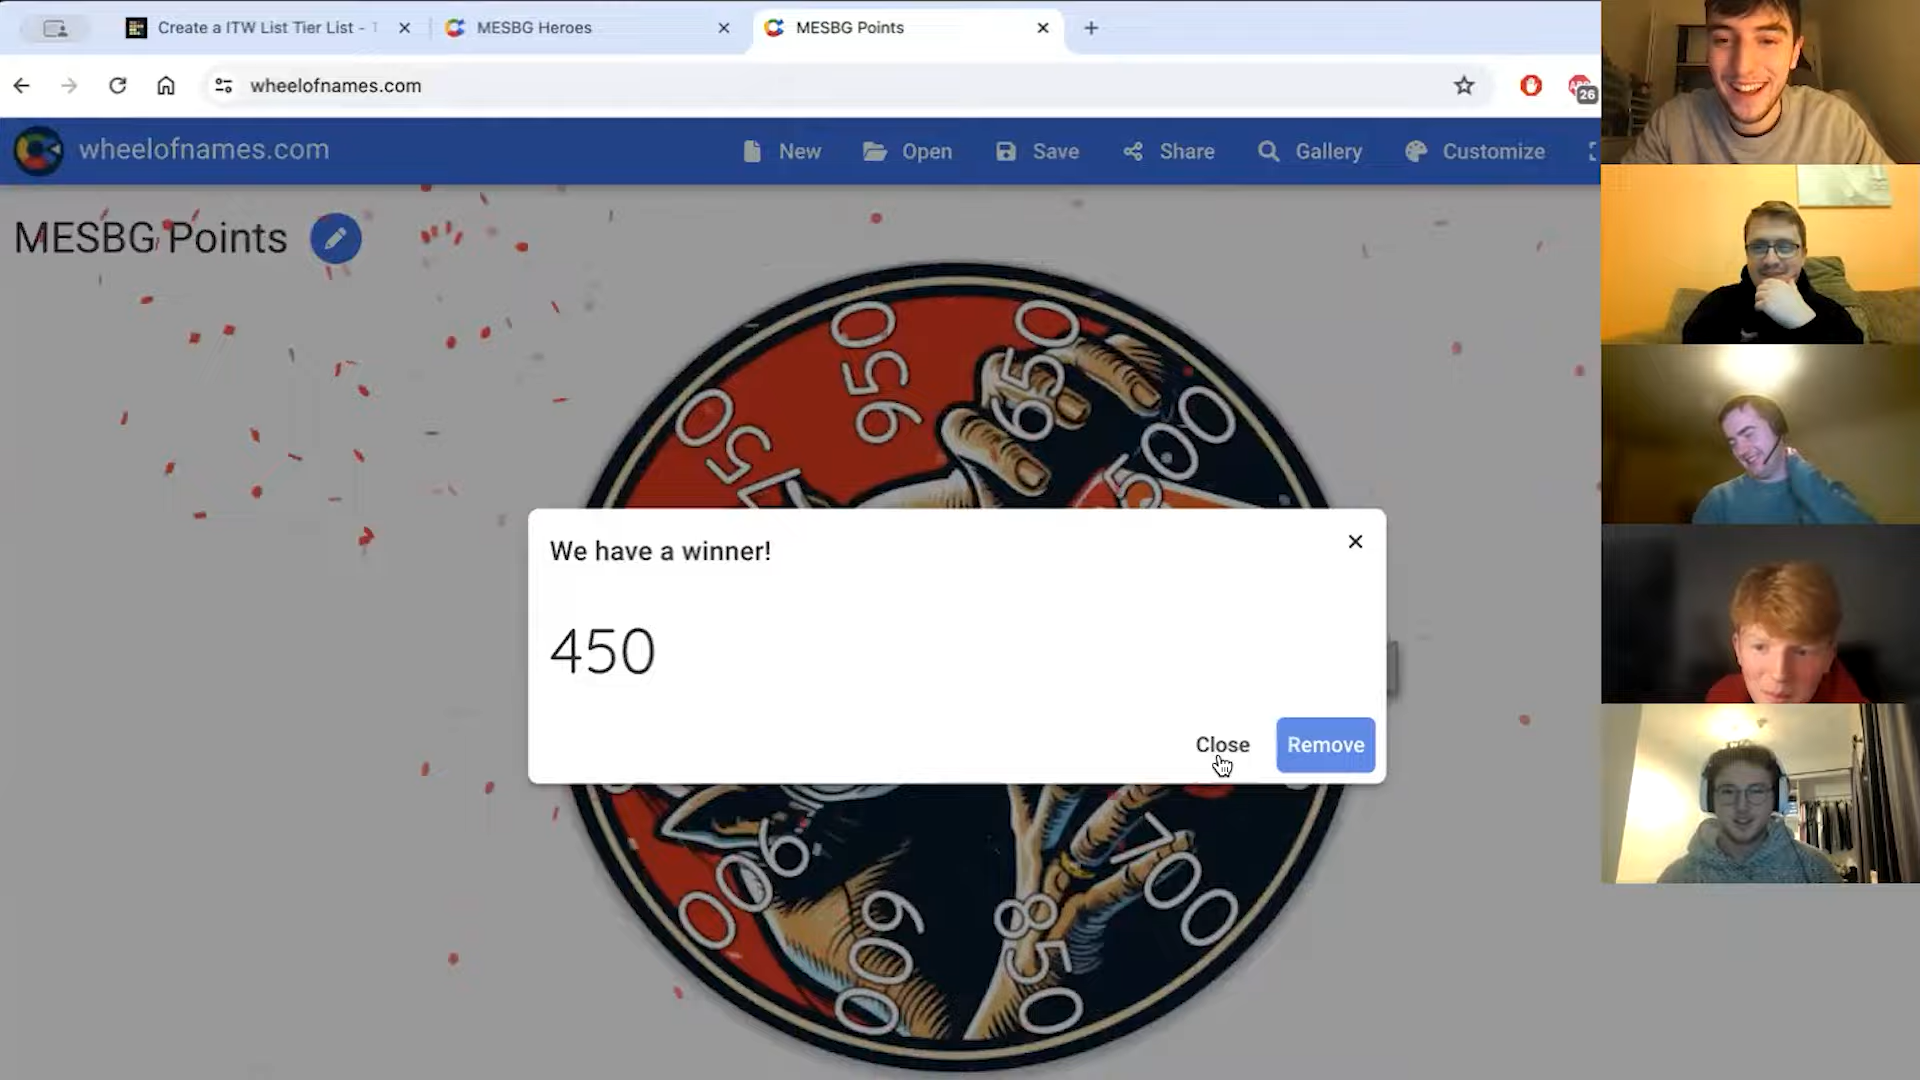 Create a ITW List Tier List - T
MESBG Heroes
MESBG Points
wheelofnames.com
26
wheelofnames.com
New
Open
Save
Share
Gallery
Customize
MESBG Points
950
650
500
We have a winner!
450
Close
Remove
900
600
850
700